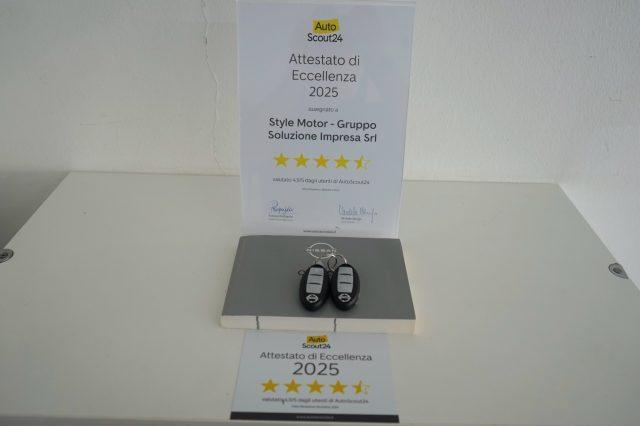 Auto
Scout24
Attestato di
Eccellenza
2025
assegnato a
Style Motor - Gruppo
Soluzione Impresa Srl
valutato 4,5/5 dagli utenti di AutoScout24
NISSAN
Auto
Scout24
Attestato di Eccellenza
2025
valutato 4,5/5 dagli utenti di AutoScout24